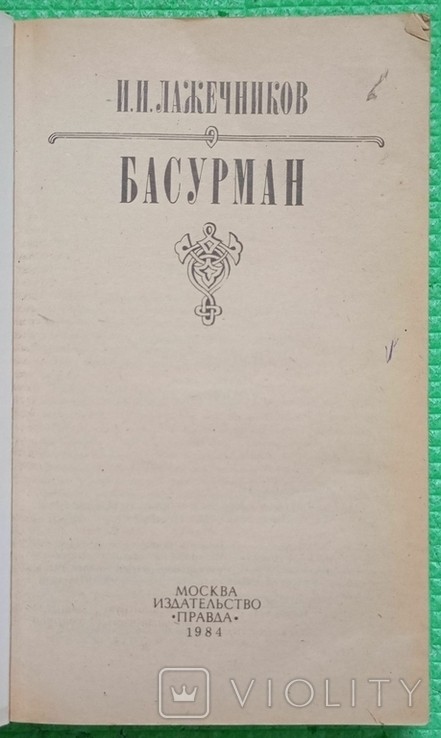 И.И.ЛАЖЕЧНИКОВ
БАСУРМАН
МОСКВА
ИЗДАТЕЛЬСТВО
·ПРАВДА·
1984
VIOLITY